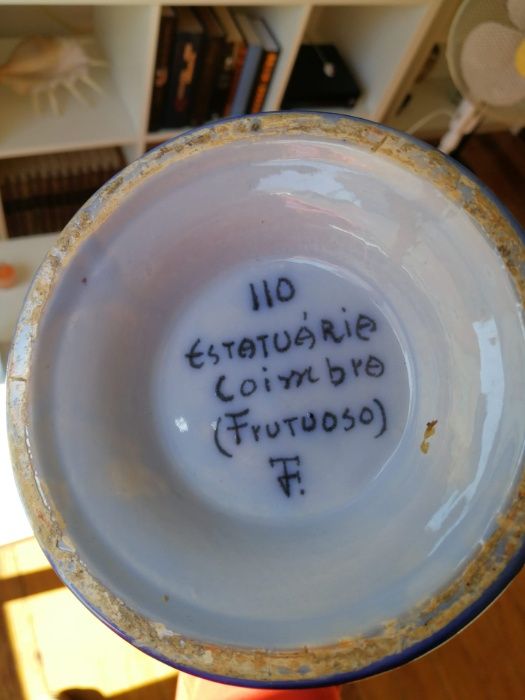 110
ESTATUÁRIA
Coimbra
(FrUTUOSO)
F.